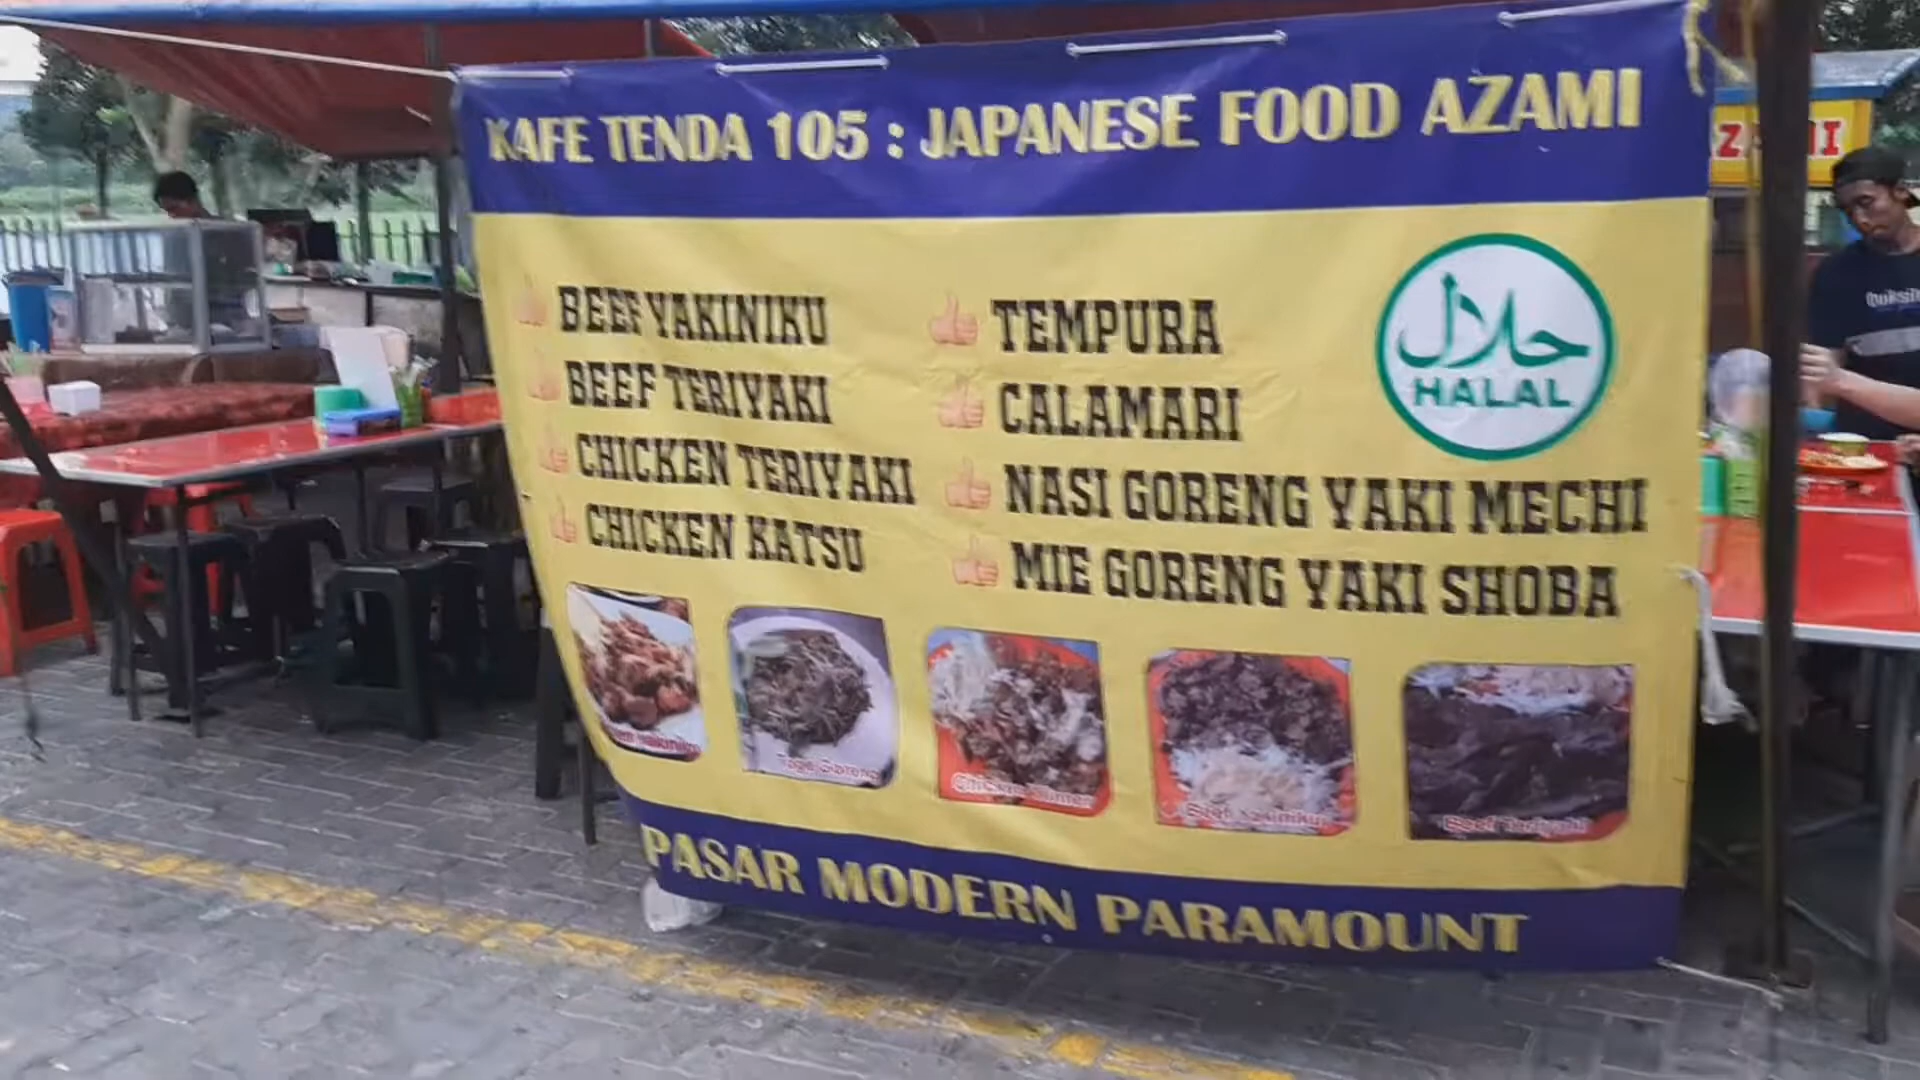 KAFE TENDA 105 : JAPANESE FOOD AZAMI
BEEF YAKINIKU
BEEF TERIYAKI
CHICKEN TERIYAKI
CHICKEN KATSU
TEMPURA
CALAMARI
NASI GORENG YAKI MECHI
MIE GORENG YAKI SHOBA
حلال
HALAL
Toge Goreng
Chicken
Beef Yakiniku
Beef Teriyaki
PASAR MODERN PARAMOUNT